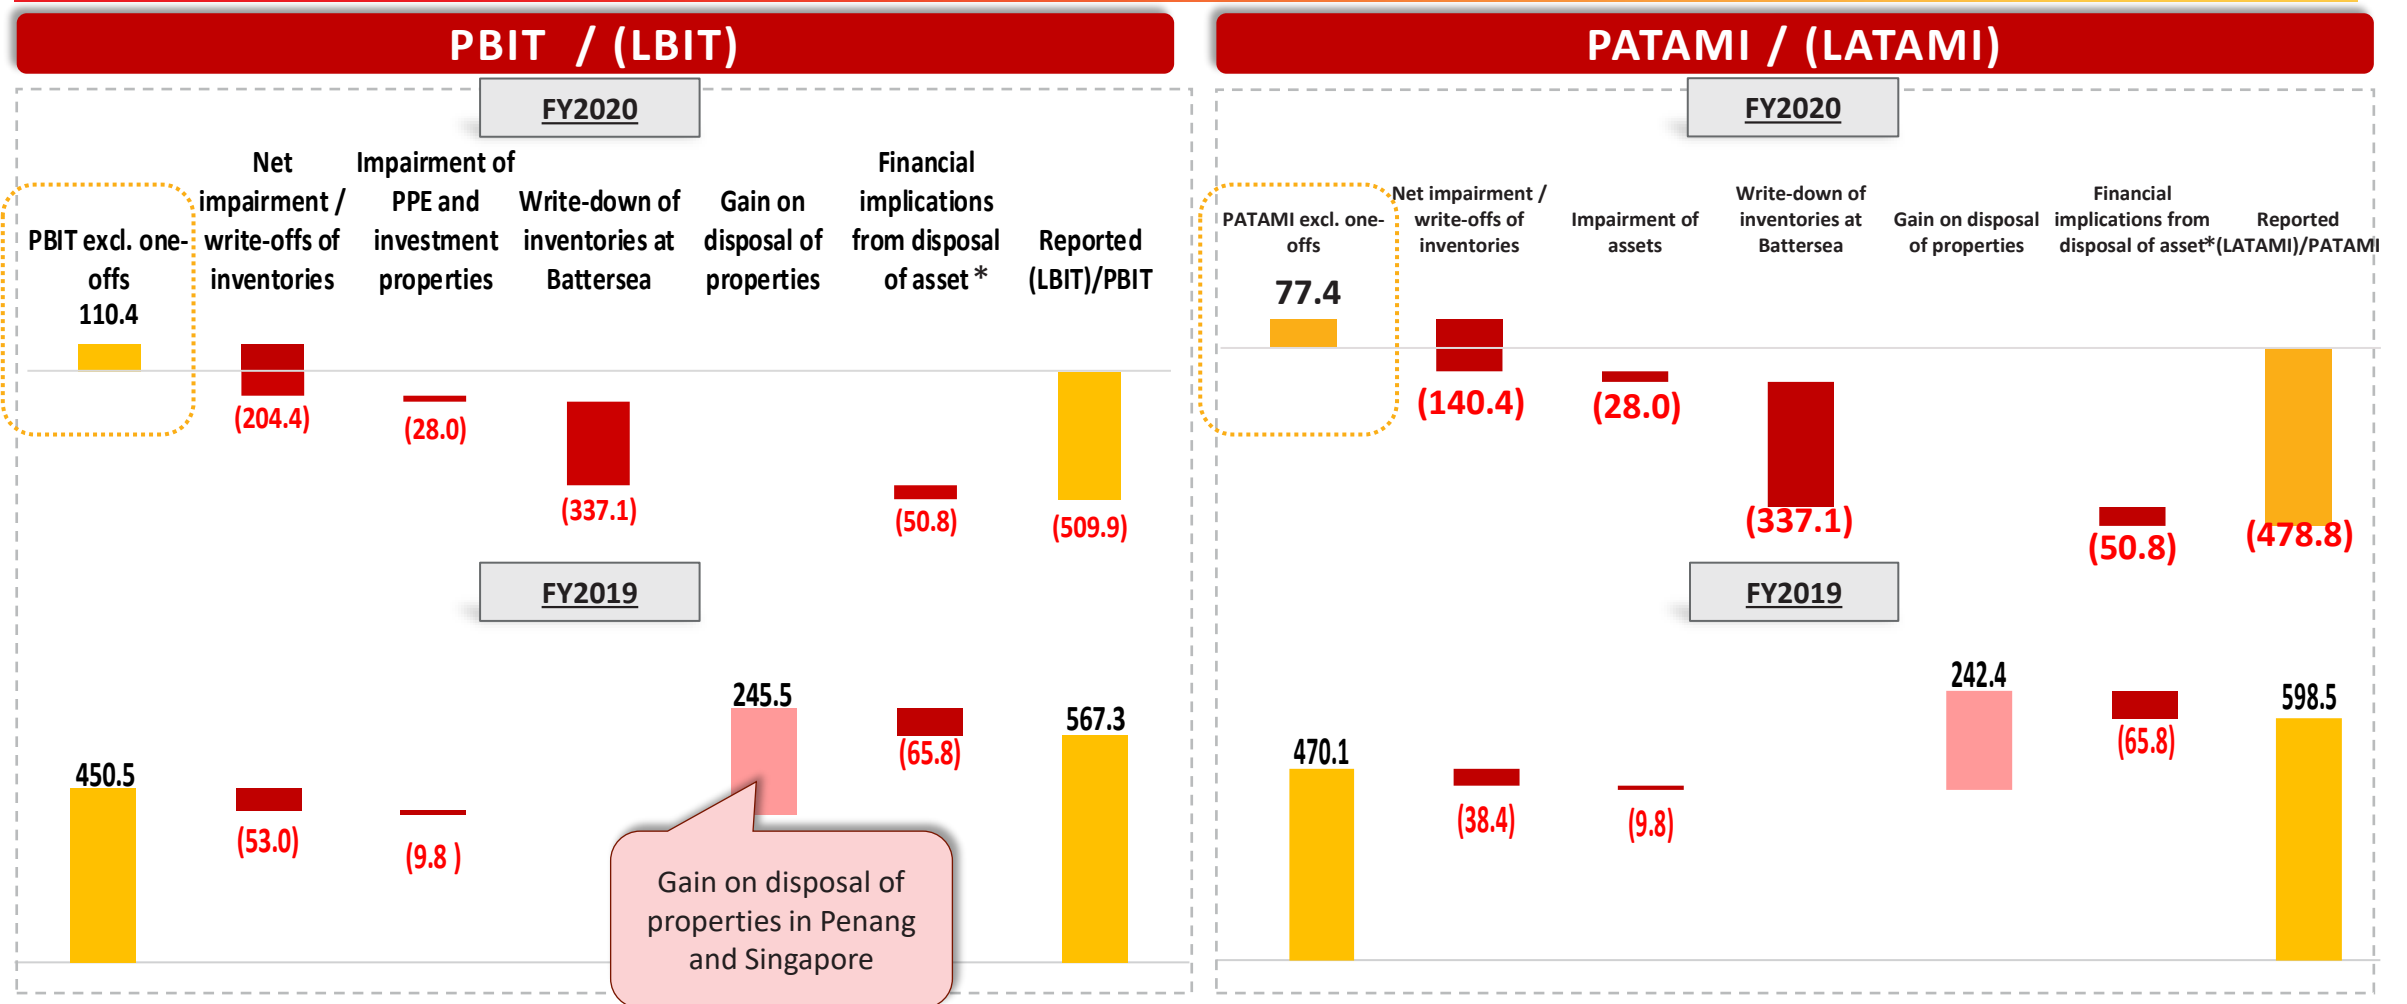 PBIT / (LBIT)
FY2020
PBIT excl. one-
offs
110.4
Net
impairment /
write-offs of
inventories
(204.4)
Impairment of
PPE and
investment
properties
(28.0)
Write-down of
inventories at
Battersea
(337.1)
Gain on
disposal of
properties
Financial
implications
from disposal
of asset *
(50.8)
Reported
(LBIT)/PBIT
(509.9)
FY2019
450.5
(53.0)
(9.8 )
245.5
(65.8)
567.3
Gain on disposal of
properties in Penang
and Singapore
PATAMI / (LATAMI)
FY2020
PATAMI excl. one-
offs
77.4
Net impairment /
write-offs of
inventories
(140.4)
Impairment of
assets
(28.0)
Write-down of
inventories at
Battersea
(337.1)
Gain on disposal
of properties
Financial
implications from
disposal of asset*
(50.8)
Reported
(LATAMI)/PATAMI
(478.8)
FY2019
470.1
(38.4)
(9.8)
242.4
(65.8)
598.5